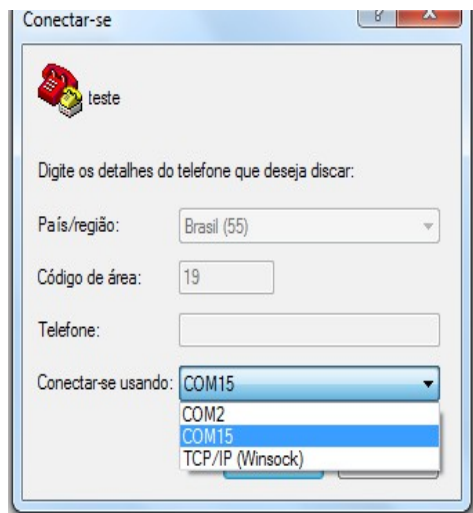 Conectar-se
teste
Digite os detalhes do telefone que deseja discar:
País/região: Brasil (55)
Código de área: 19
Telefone:
Conectar-se usando: COM15
COM2
COM15
TCP/IP (Winsock)